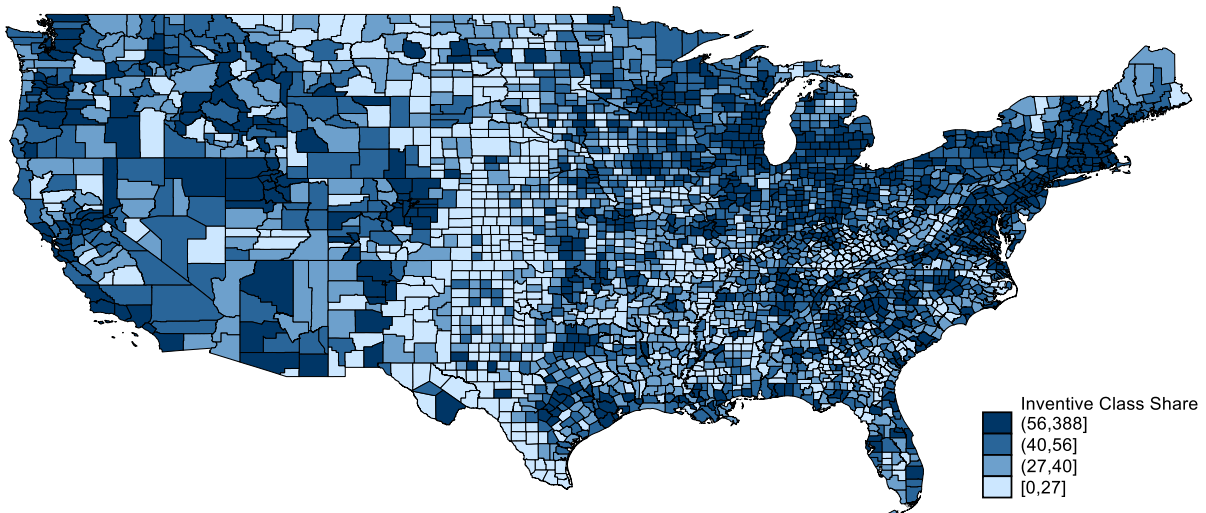 Inventive Class Share
(56,388]
(40,56]
(27,40]
[0,27]